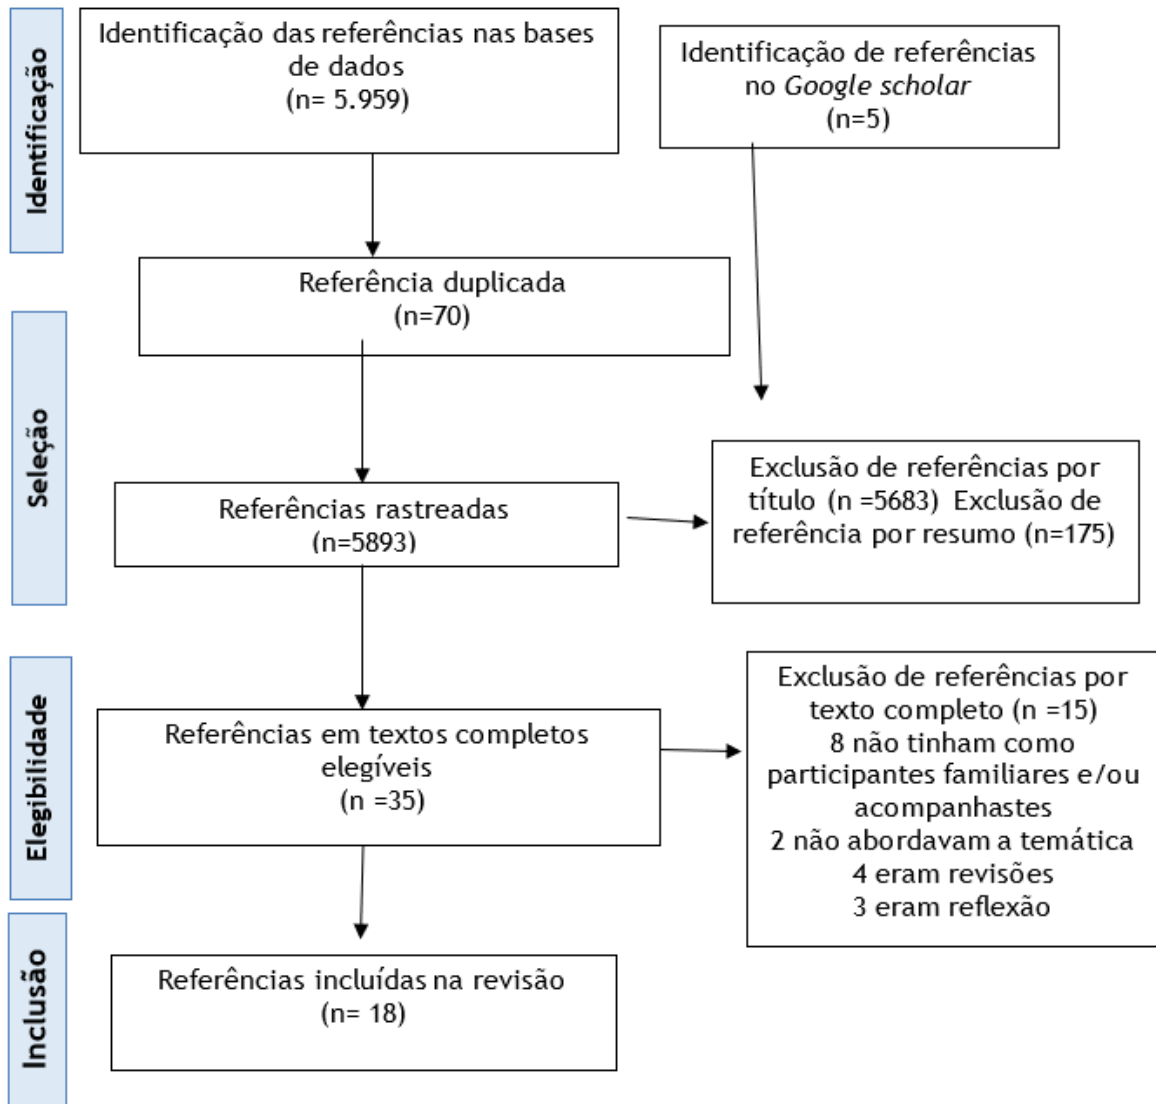 Identificação
Identificação das referências nas bases
de dados
(n= 5.959)
Identificação de referências
no Google scholar
(n=5)
Referência duplicada
(n=70)
Seleção
Referências rastreadas
(n=5893)
Exclusão de referências por
título (n =5683) Exclusão de
referência por resumo (n=175)
Elegibilidade
Referências em textos completos
elegíveis
(n =35)
Exclusão de referências por
texto completo (n =15)
8 não tinham como
participantes familiares e/ou
acompanhastes
2 não abordavam a temática
4 eram revisões
3 eram reflexão
Inclusão
Referências incluídas na revisão
(n= 18)